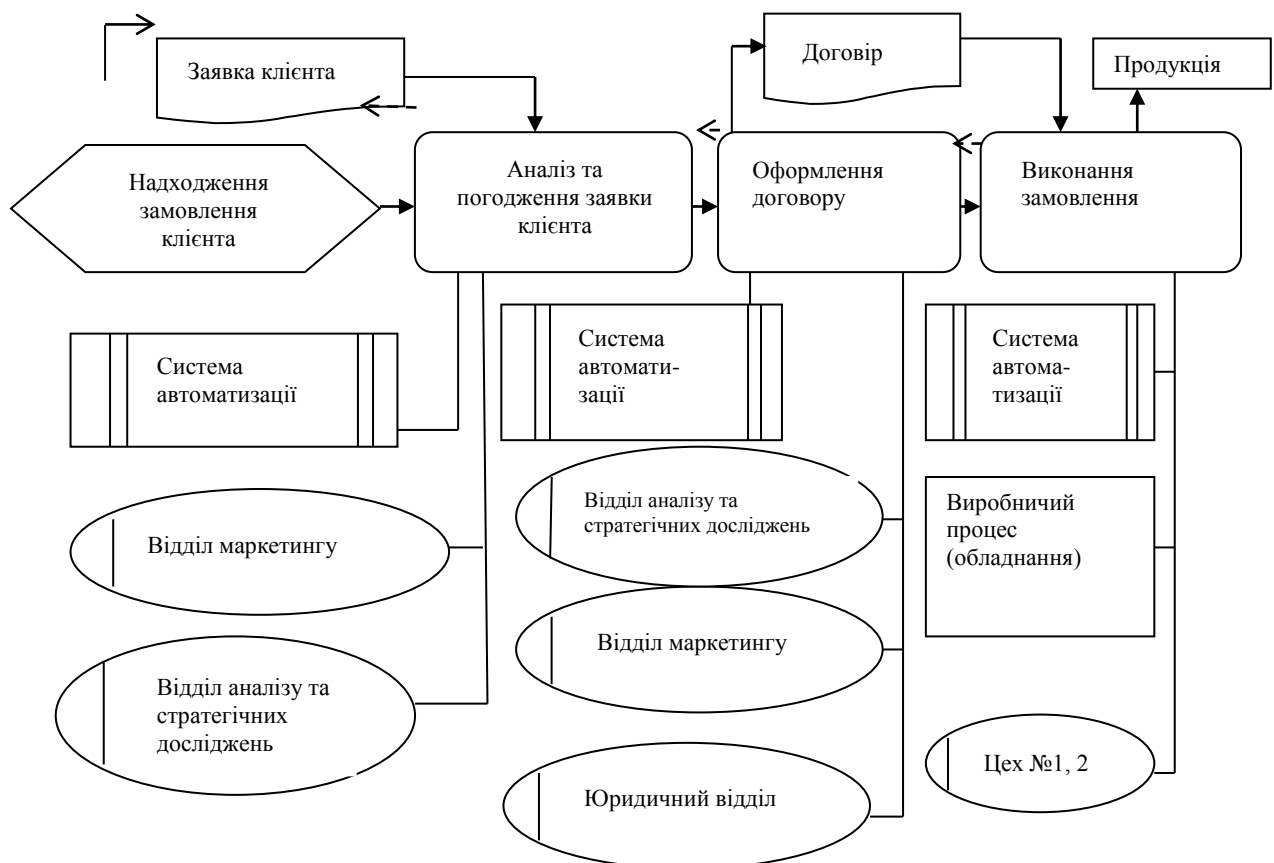 Заявка клієнта
Договір
Продукція
Надходження
замовлення
клієнта
Аналіз та
погодження заявки
клієнта
Оформлення
договору
Виконання
замовлення
Система
автоматизації
Система
автомати-
зації
Система
автома-
тизації
Відділ маркетингу
Відділ аналізу та
стратегічних досліджень
Виробничий
процес
(обладнання)
Відділ аналізу та
стратегічних
досліджень
Відділ маркетингу
Юридичний відділ
Цех №1, 2